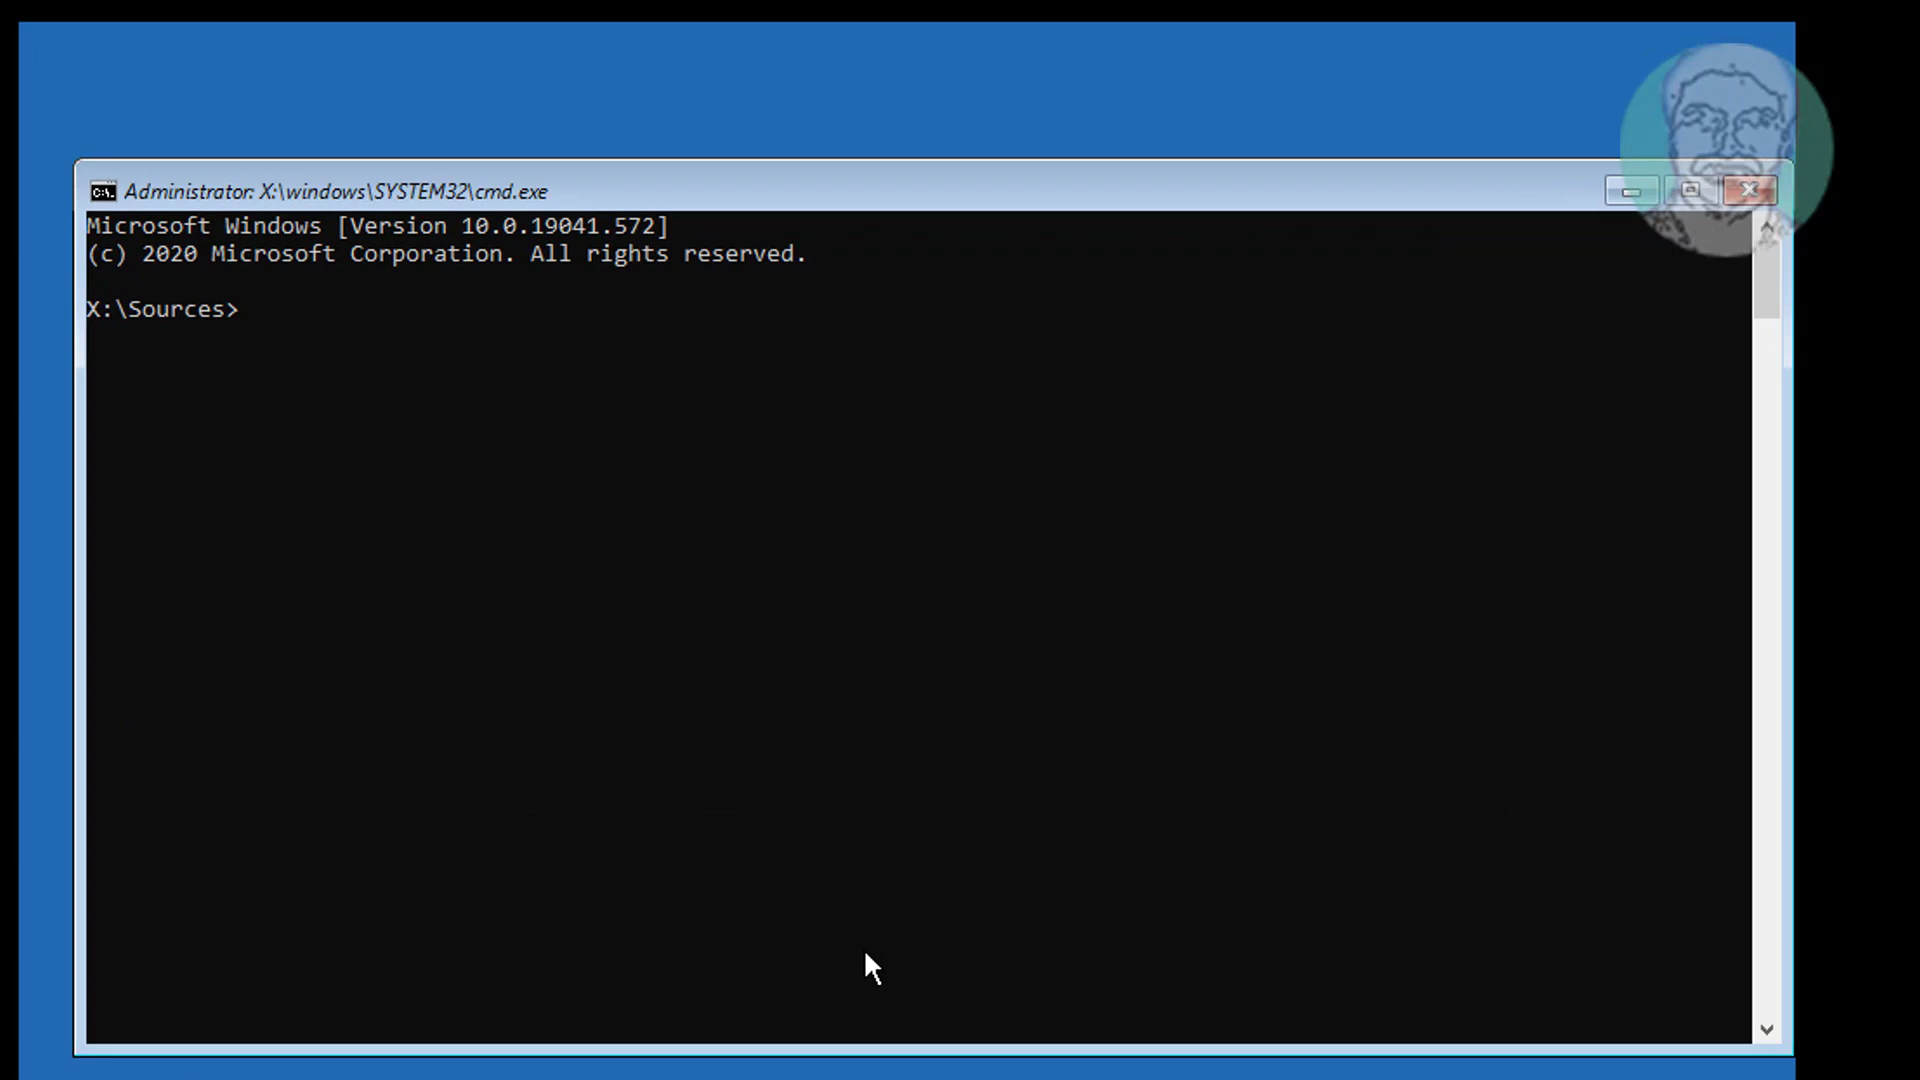 Administrator: X:\windows\SYSTEM32\cmd.exe
Microsoft Windows [Version 10.0.19041.572]
(c) 2020 Microsoft Corporation. All rights reserved.
X:\Sources>